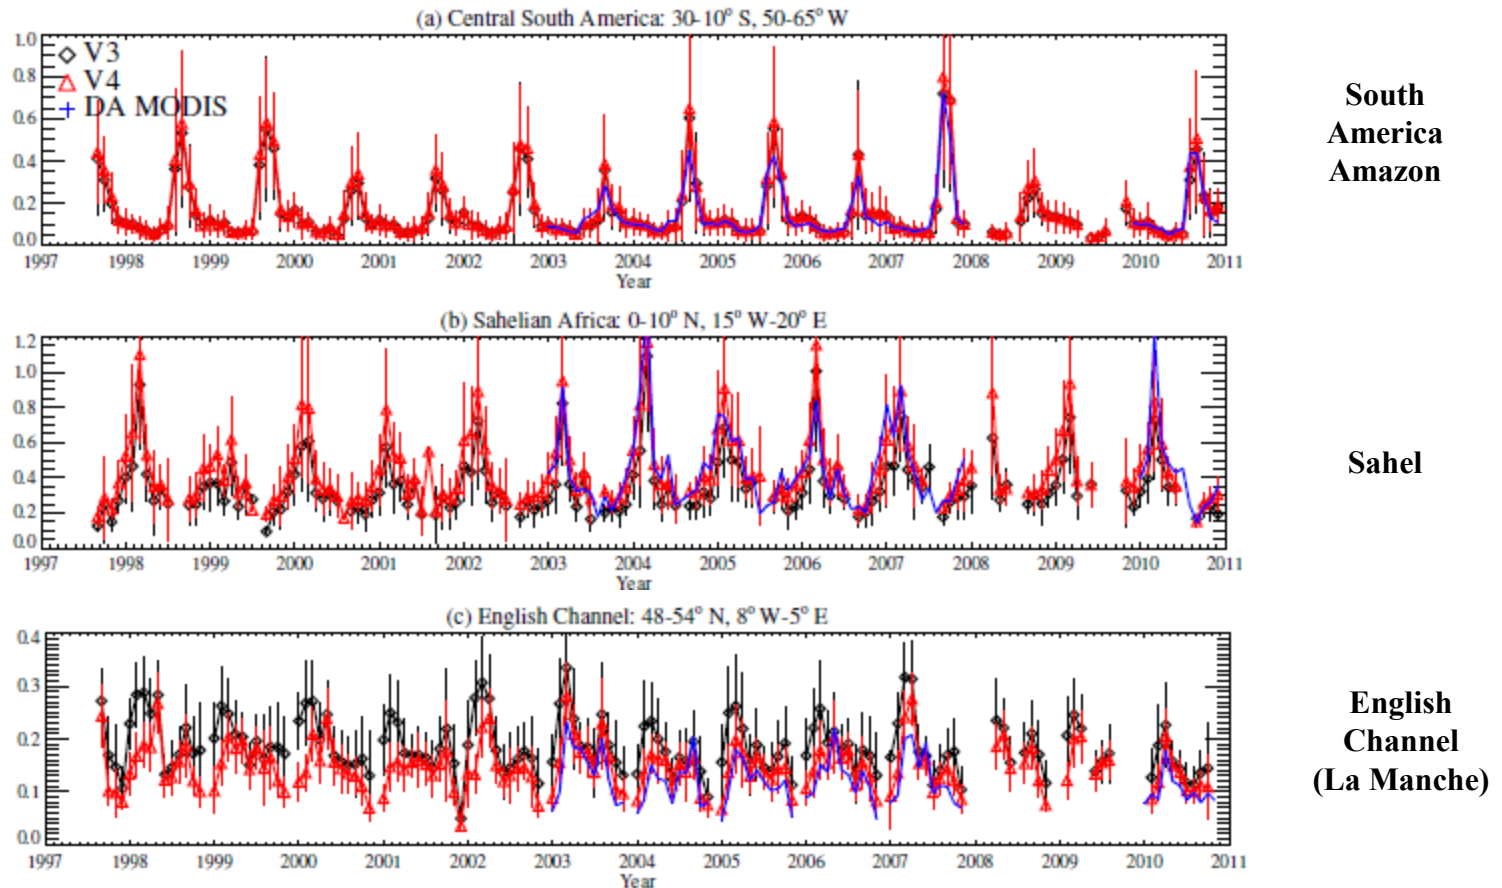 (a) Central South America: 30-10° S, 50-65° W
1.0
0.8
0.6
0.4
0.2
0.0
V3
V4
DA MODIS
1997 1998 1999 2000 2001 2002 2003 2004 2005 2006 2007 2008 2009 2010 2011
Year
South
America
Amazon
(b) Sahelian Africa: 0-10° N, 15° W-20° E
1.2
1.0
0.8
0.6
0.4
0.2
0.0
1997 1998 1999 2000 2001 2002 2003 2004 2005 2006 2007 2008 2009 2010 2011
Year
Sahel
(c) English Channel: 48-54° N, 8° W-5° E
0.4
0.3
0.2
0.1
0.0
1997 1998 1999 2000 2001 2002 2003 2004 2005 2006 2007 2008 2009 2010 2011
Year
English
Channel
(La Manche)